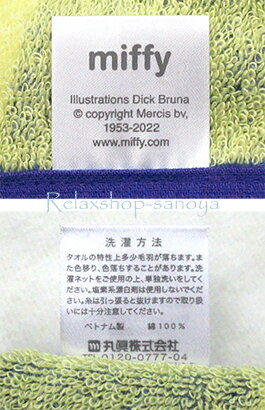 miffy
Illustrations Dick Bruna
© copyright Mercis bv,
1953-2022
www.miffy.com
Relaxshop-sanoya
洗濯方法
タオルの特性上多少毛羽が落ちます。ま
た色移り、色落ちすることがあります。洗
濯ネットをご使用の上、単独洗いをしてく
ださい。塩素系漂白剤は使用しないでくだ
さい。糸は引っ張ると抜けますので取り扱
いには十分注意してください。
ベトナム製 綿100%
丸眞株式会社
TEL0120-0777-04